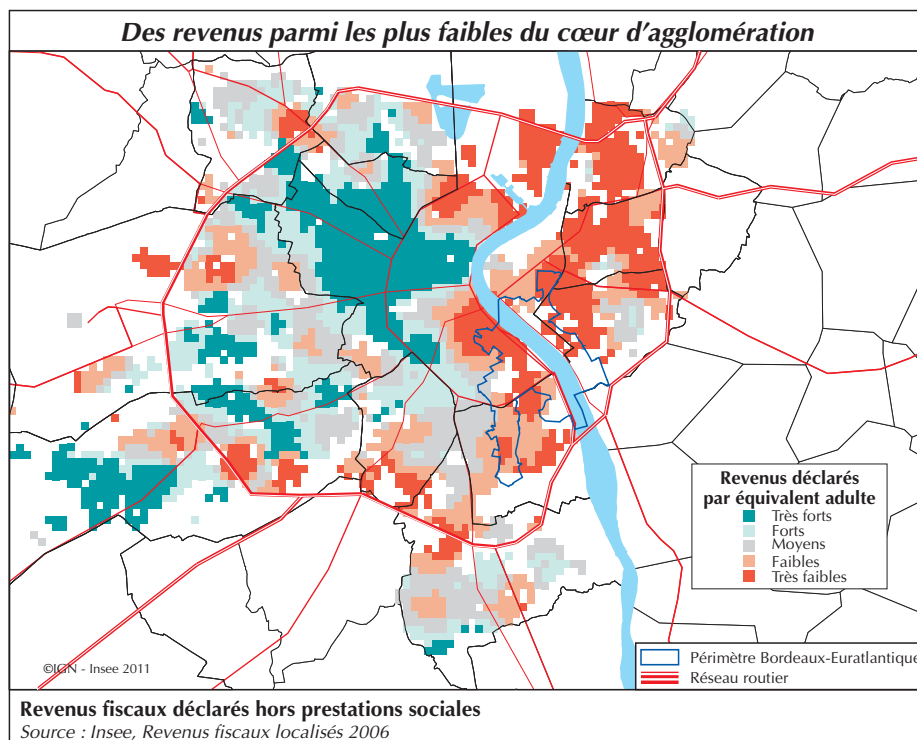 Des revenus parmi les plus faibles du cœur d'agglomération
Revenus déclarés
par équivalent adulte
Très forts
Forts
Moyens
Faibles
Très faibles
©IGN - Insee 2011
Périmètre Bordeaux-Euratlantique
Réseau routier
Revenus fiscaux déclarés hors prestations sociales
Source : Insee, Revenus fiscaux localisés 2006